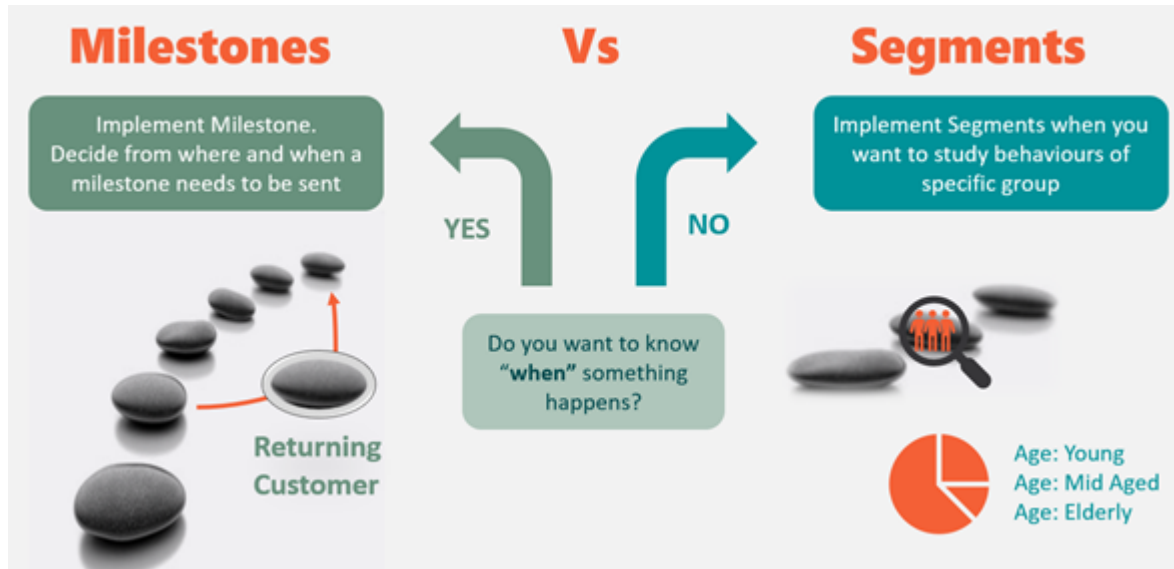 Milestones
Vs
Segments
Implement Milestone.
Decide from where and when a
milestone needs to be sent
YES
NO
Implement Segments when you
want to study behaviours of
specific group
Do you want to know
“when” something
happens?
Returning
Customer
Age: Young
Age: Mid Aged
Age: Elderly